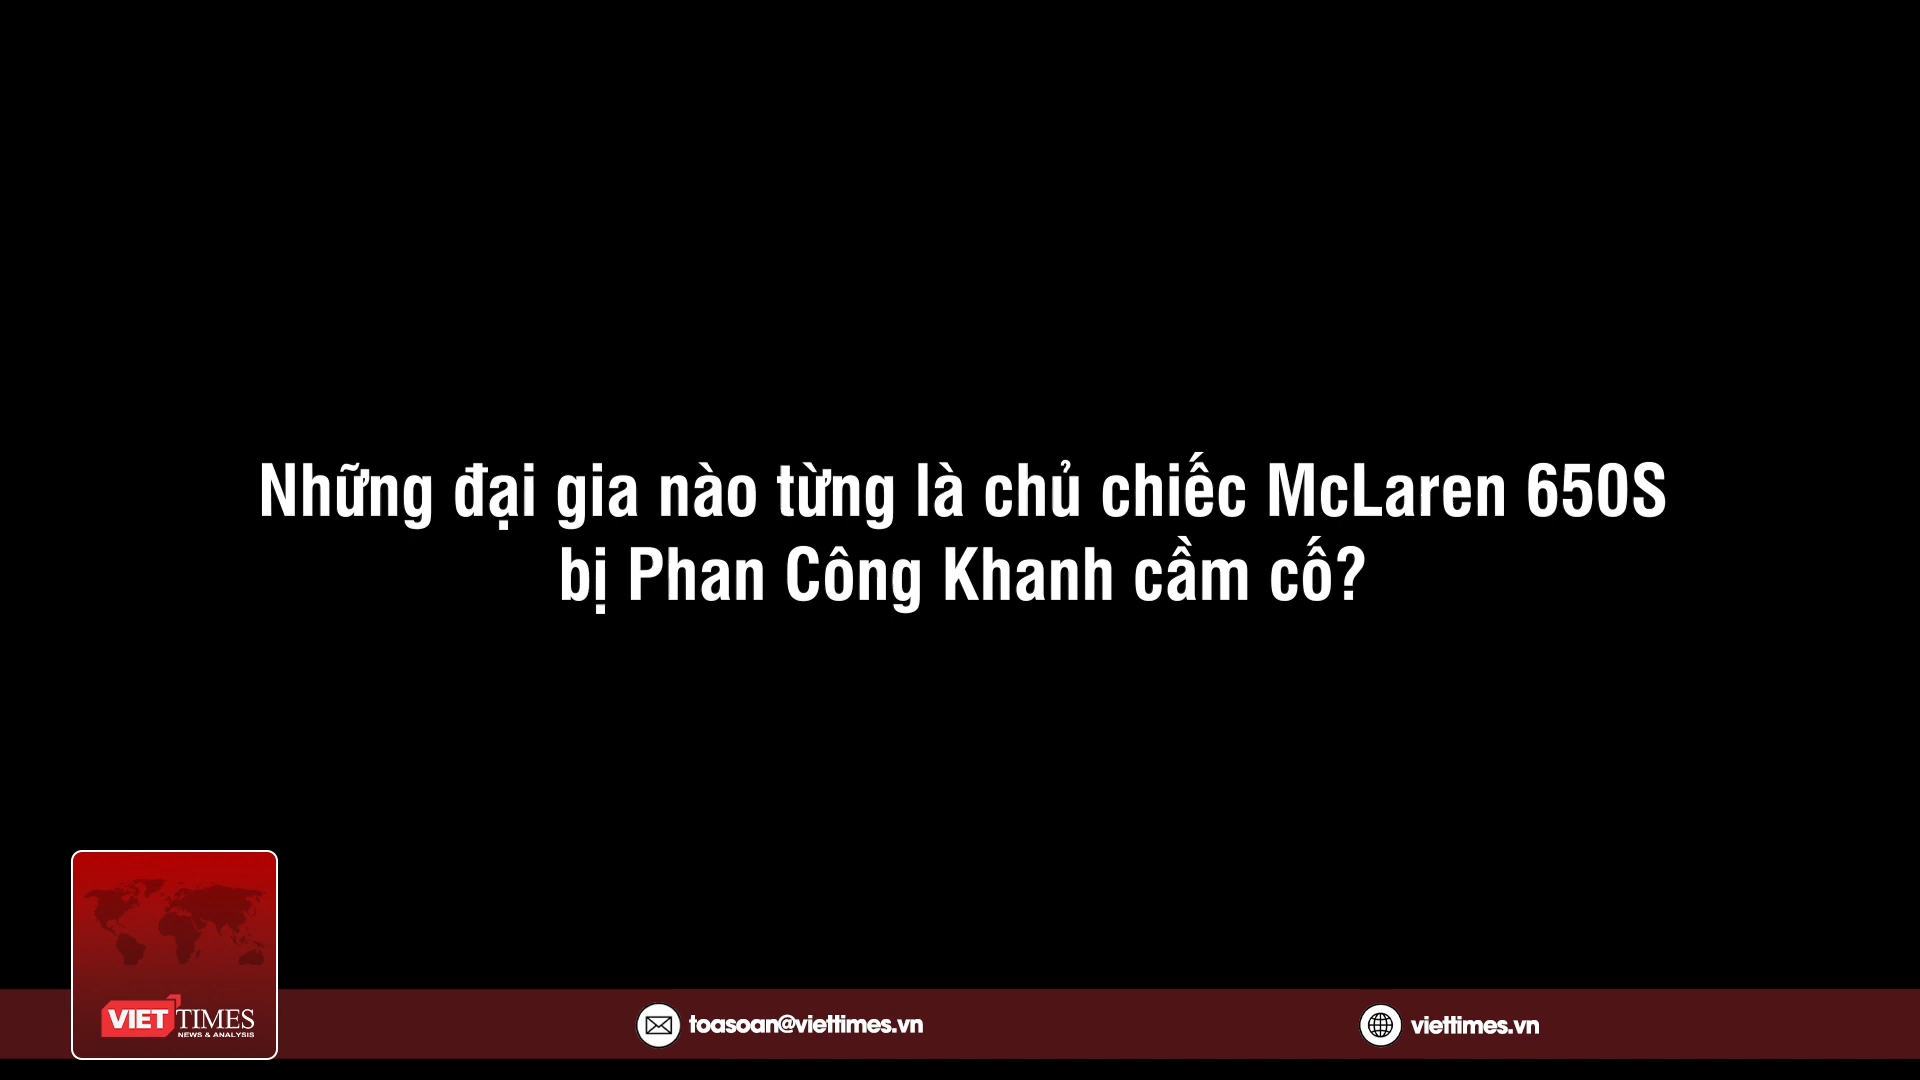 Những đại gia nào từng là chủ chiếc McLaren 650S
bị Phan Công Khanh cầm cố?
VIET TIMES
NEWS & ANALYSIS
toasoan@viettimes.vn
viettimes.vn